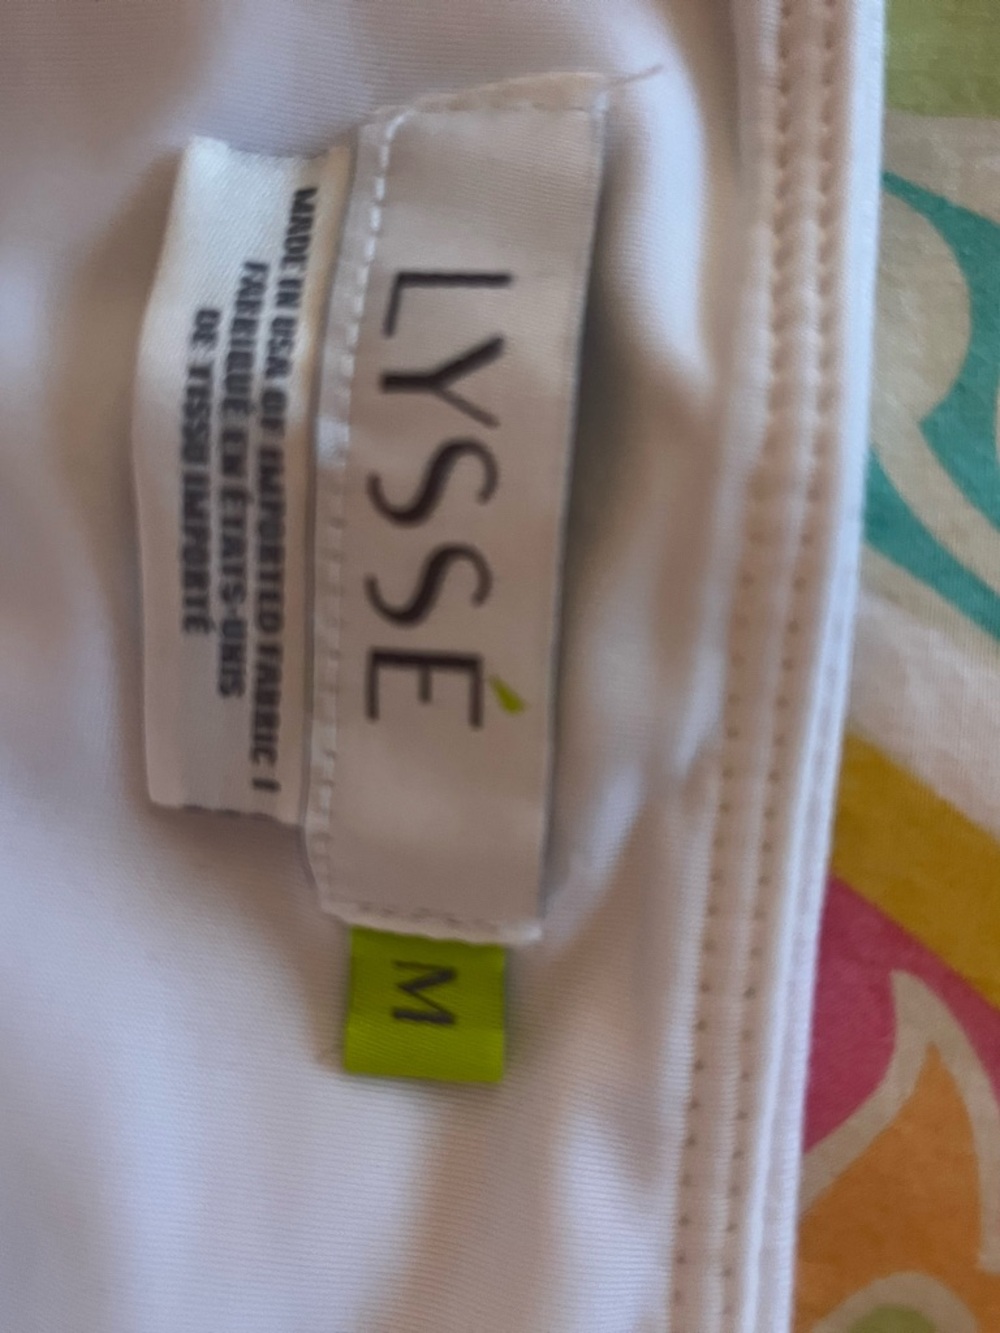 LYSSÉ
M
MADE IN USA OF IMPORTED FABRIC /
FABRIQUÉ EN ÉTATS-UNIS
DE TISSU IMPORTÉ